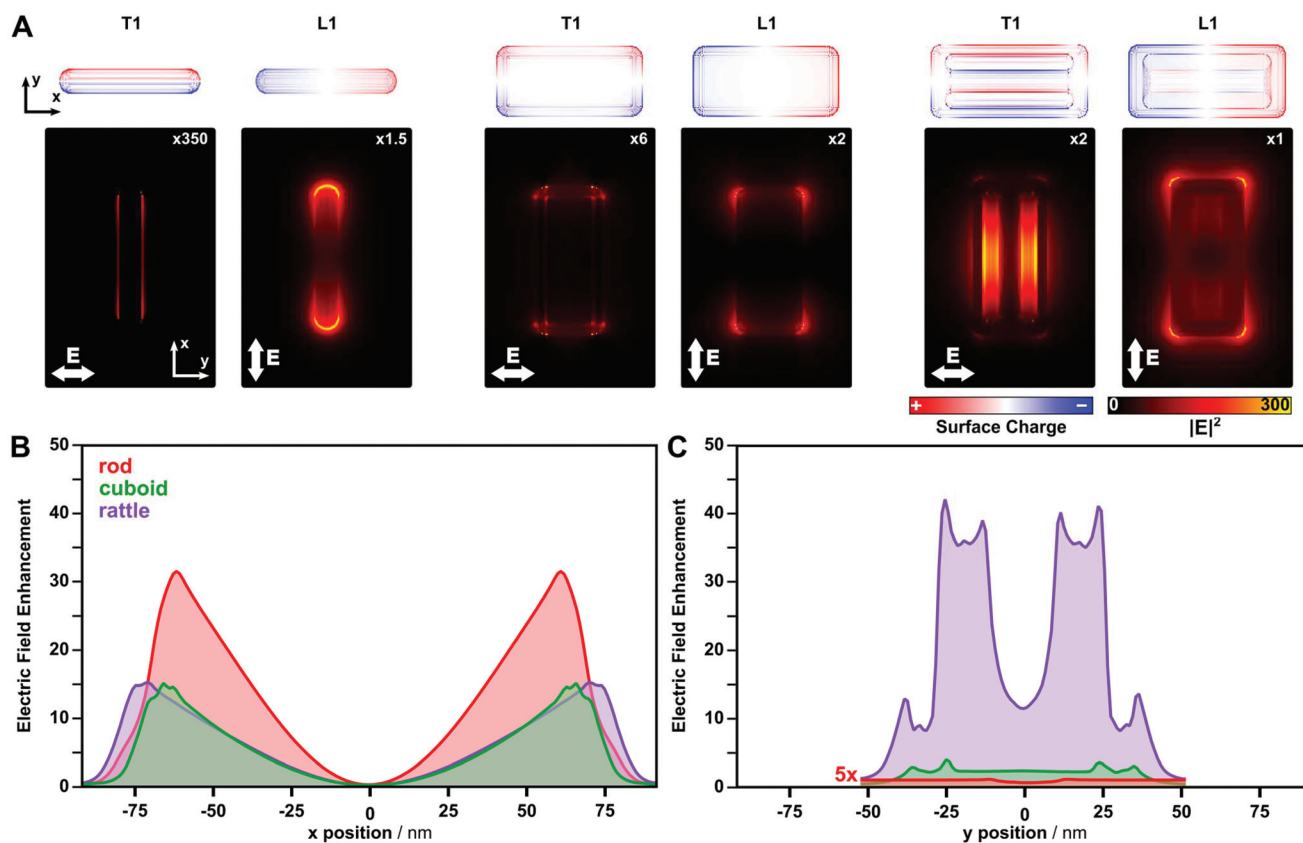 A
T1 L1 T1 L1 T1 L1
y
x
x350 x1.5 x6 x2 x2 x1
x
y
E E E E E E
+ − 0 300
Surface Charge |E|²
B C
50 50
rod
cuboid
rattle
40 40
30 30
20 20
10 10
5x
0 0
Electric Field Enhancement Electric Field Enhancement
-75 -50 -25 0 25 50 75 -75 -50 -25 0 25 50 75
x position / nm y position / nm